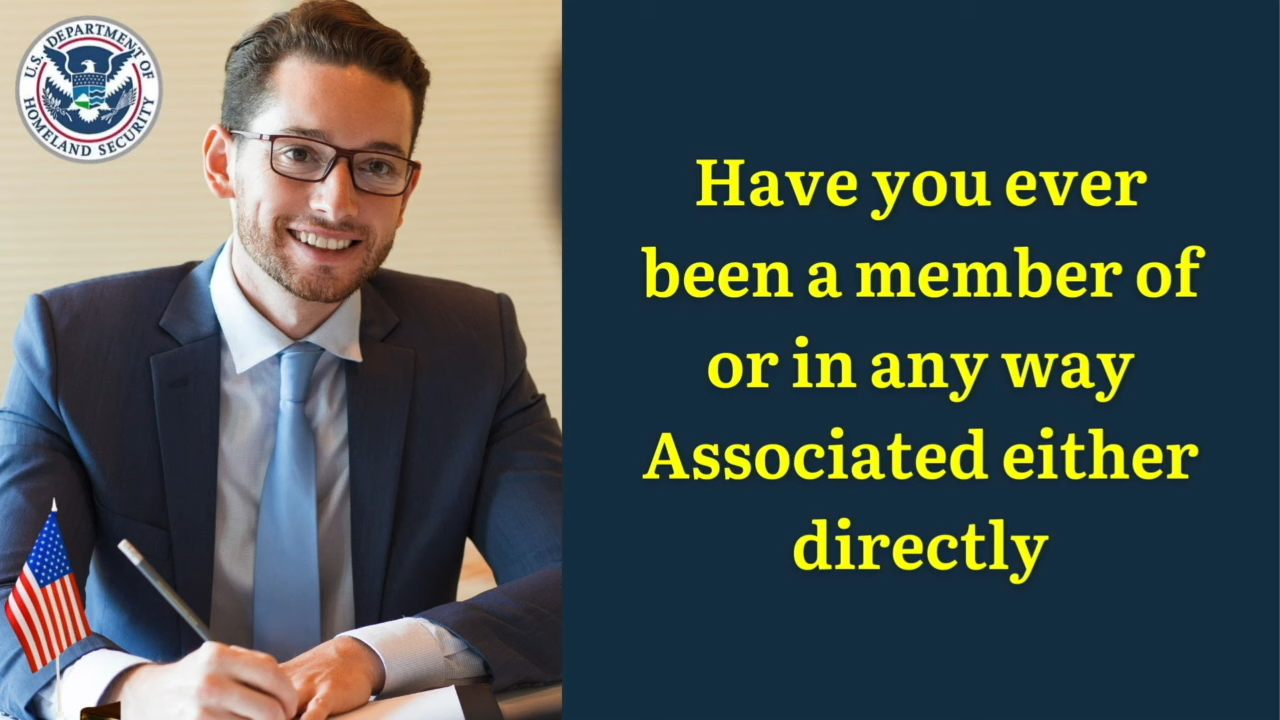 U.S. DEPARTMENT OF
HOMELAND SECURITY
Have you ever
been a member of
or in any way
Associated either
directly